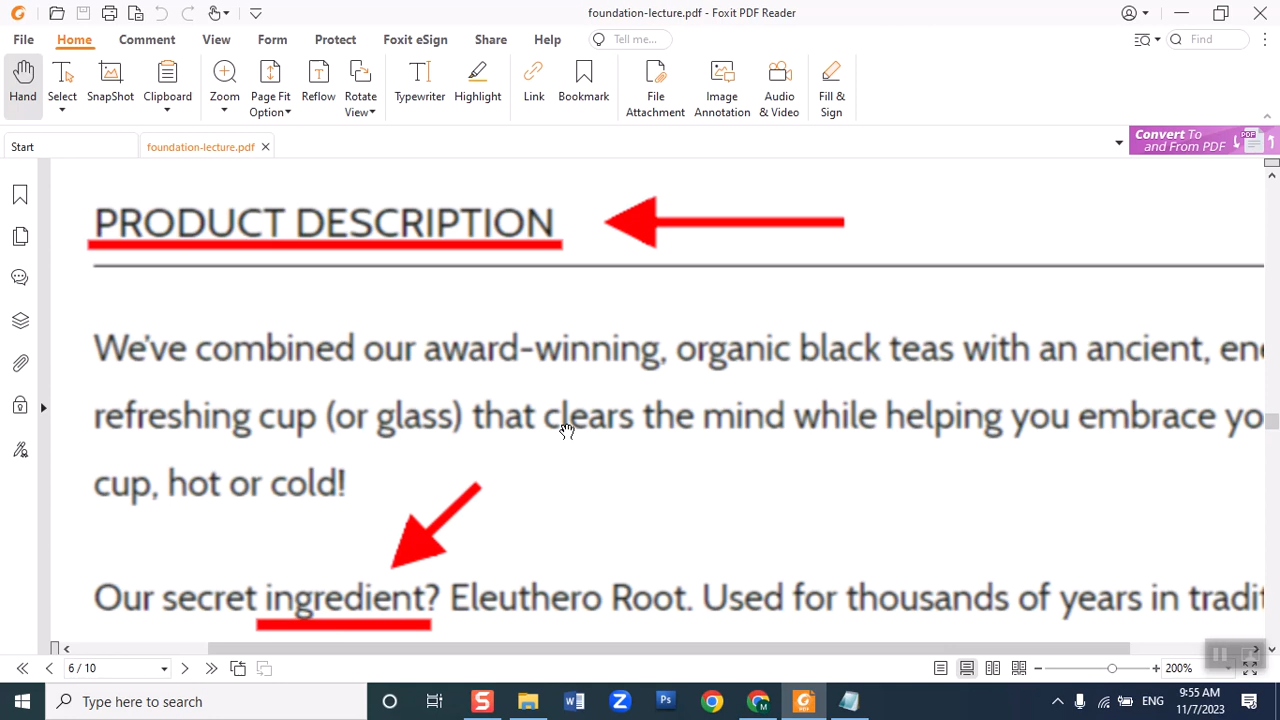 foundation-lecture.pdf - Foxit PDF Reader
File Home Comment View Form Protect Foxit eSign Share Help Tell me... Find
Hand Select SnapShot Clipboard Zoom Page Fit Option Reflow Rotate View Typewriter Highlight Link Bookmark File Attachment Image Annotation Audio & Video Fill & Sign
Start foundation-lecture.pdf Convert To and From PDF PDF
PRODUCT DESCRIPTION
We've combined our award-winning, organic black teas with an ancient,
refreshing cup (or glass) that clears the mind while helping you embrace
cup, hot or cold!
Our secret ingredient? Eleuthero Root. Used for thousands of years in
6 / 10 200%
Type here to search S W Z Ps M PDF ENG 9:55 AM
11/7/2023